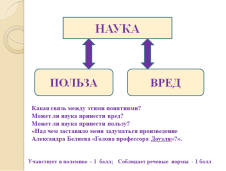 НАУКА
ПОЛЬЗА
ВРЕД
Какая связь между этими понятиями?
Может ли наука принести вред?
Может ли наука принести пользу?
«Над чем заставило меня задуматься произведение
Александра Беляева «Голова профессора Доуэля»?».
Участвует в полемике - 1 балл; Соблюдает речевые нормы - 1 балл